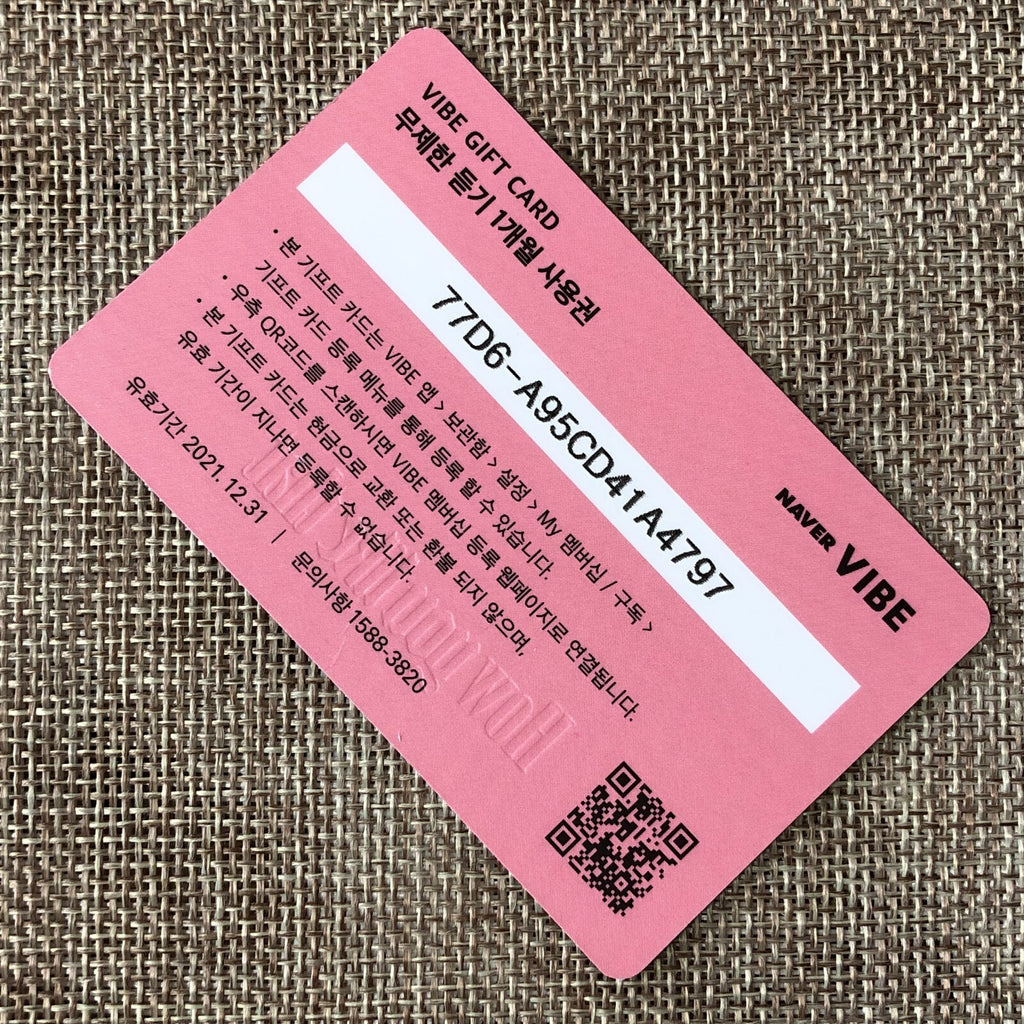 VIBE GIFT CARD
무제한 듣기 1개월 사용권
77D6-A95CD41A4797
NAVER VIBE
· 본 기프트 카드는 VIBE 앱 > 보관함 > 설정 > My 멤버십 / 구독 >
기프트 카드 등록 메뉴를 통해 등록 할 수 있습니다.
· 우측 QR코드를 스캔하시면 VIBE 멤버십 등록 웹페이지로 연결됩니다.
· 본 기프트 카드는 현금으로 교환 또는 환불 되지 않으며,
유효 기간이 지나면 등록할 수 없습니다.
유효기간 2021.12.31 | 문의사항 1588-3820